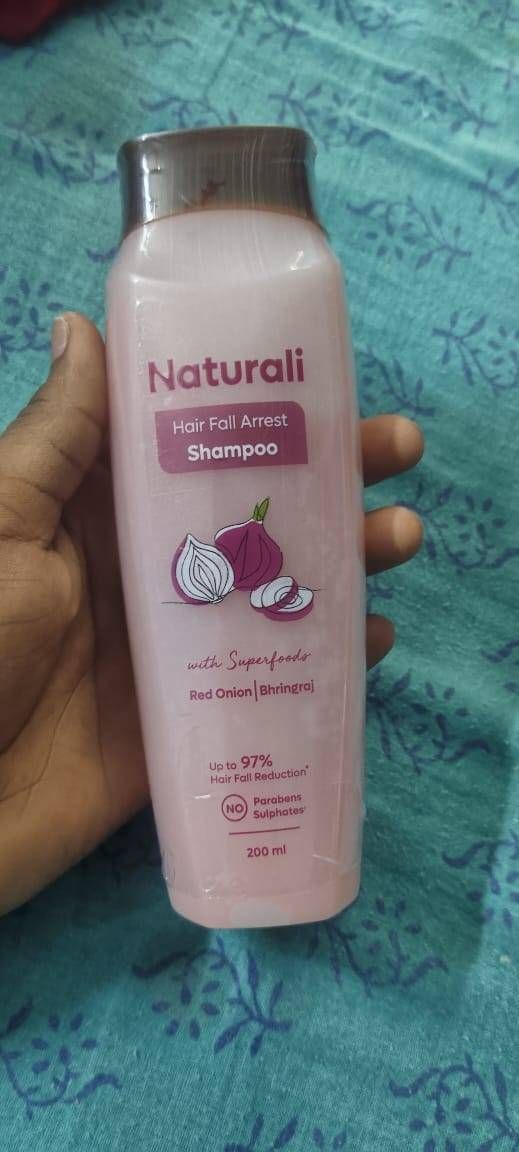 Naturali
Hair Fall Arrest
Shampoo
with Superfoods
Red Onion | Bhringraj
Up to 97%
Hair Fall Reduction*
NO Parabens
Sulphates*
200 ml